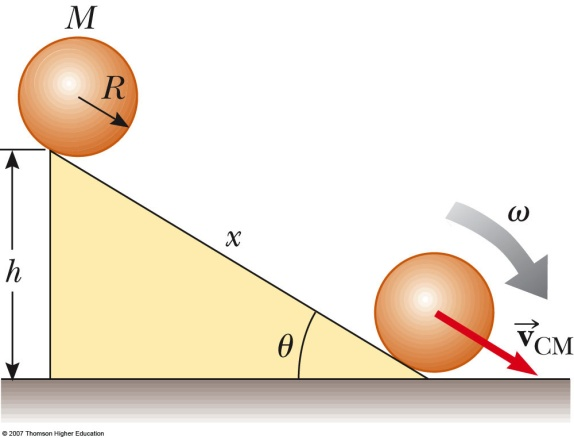 M
R
h
x
θ
ω
v⃗CM
© 2007 Thomson Higher Education